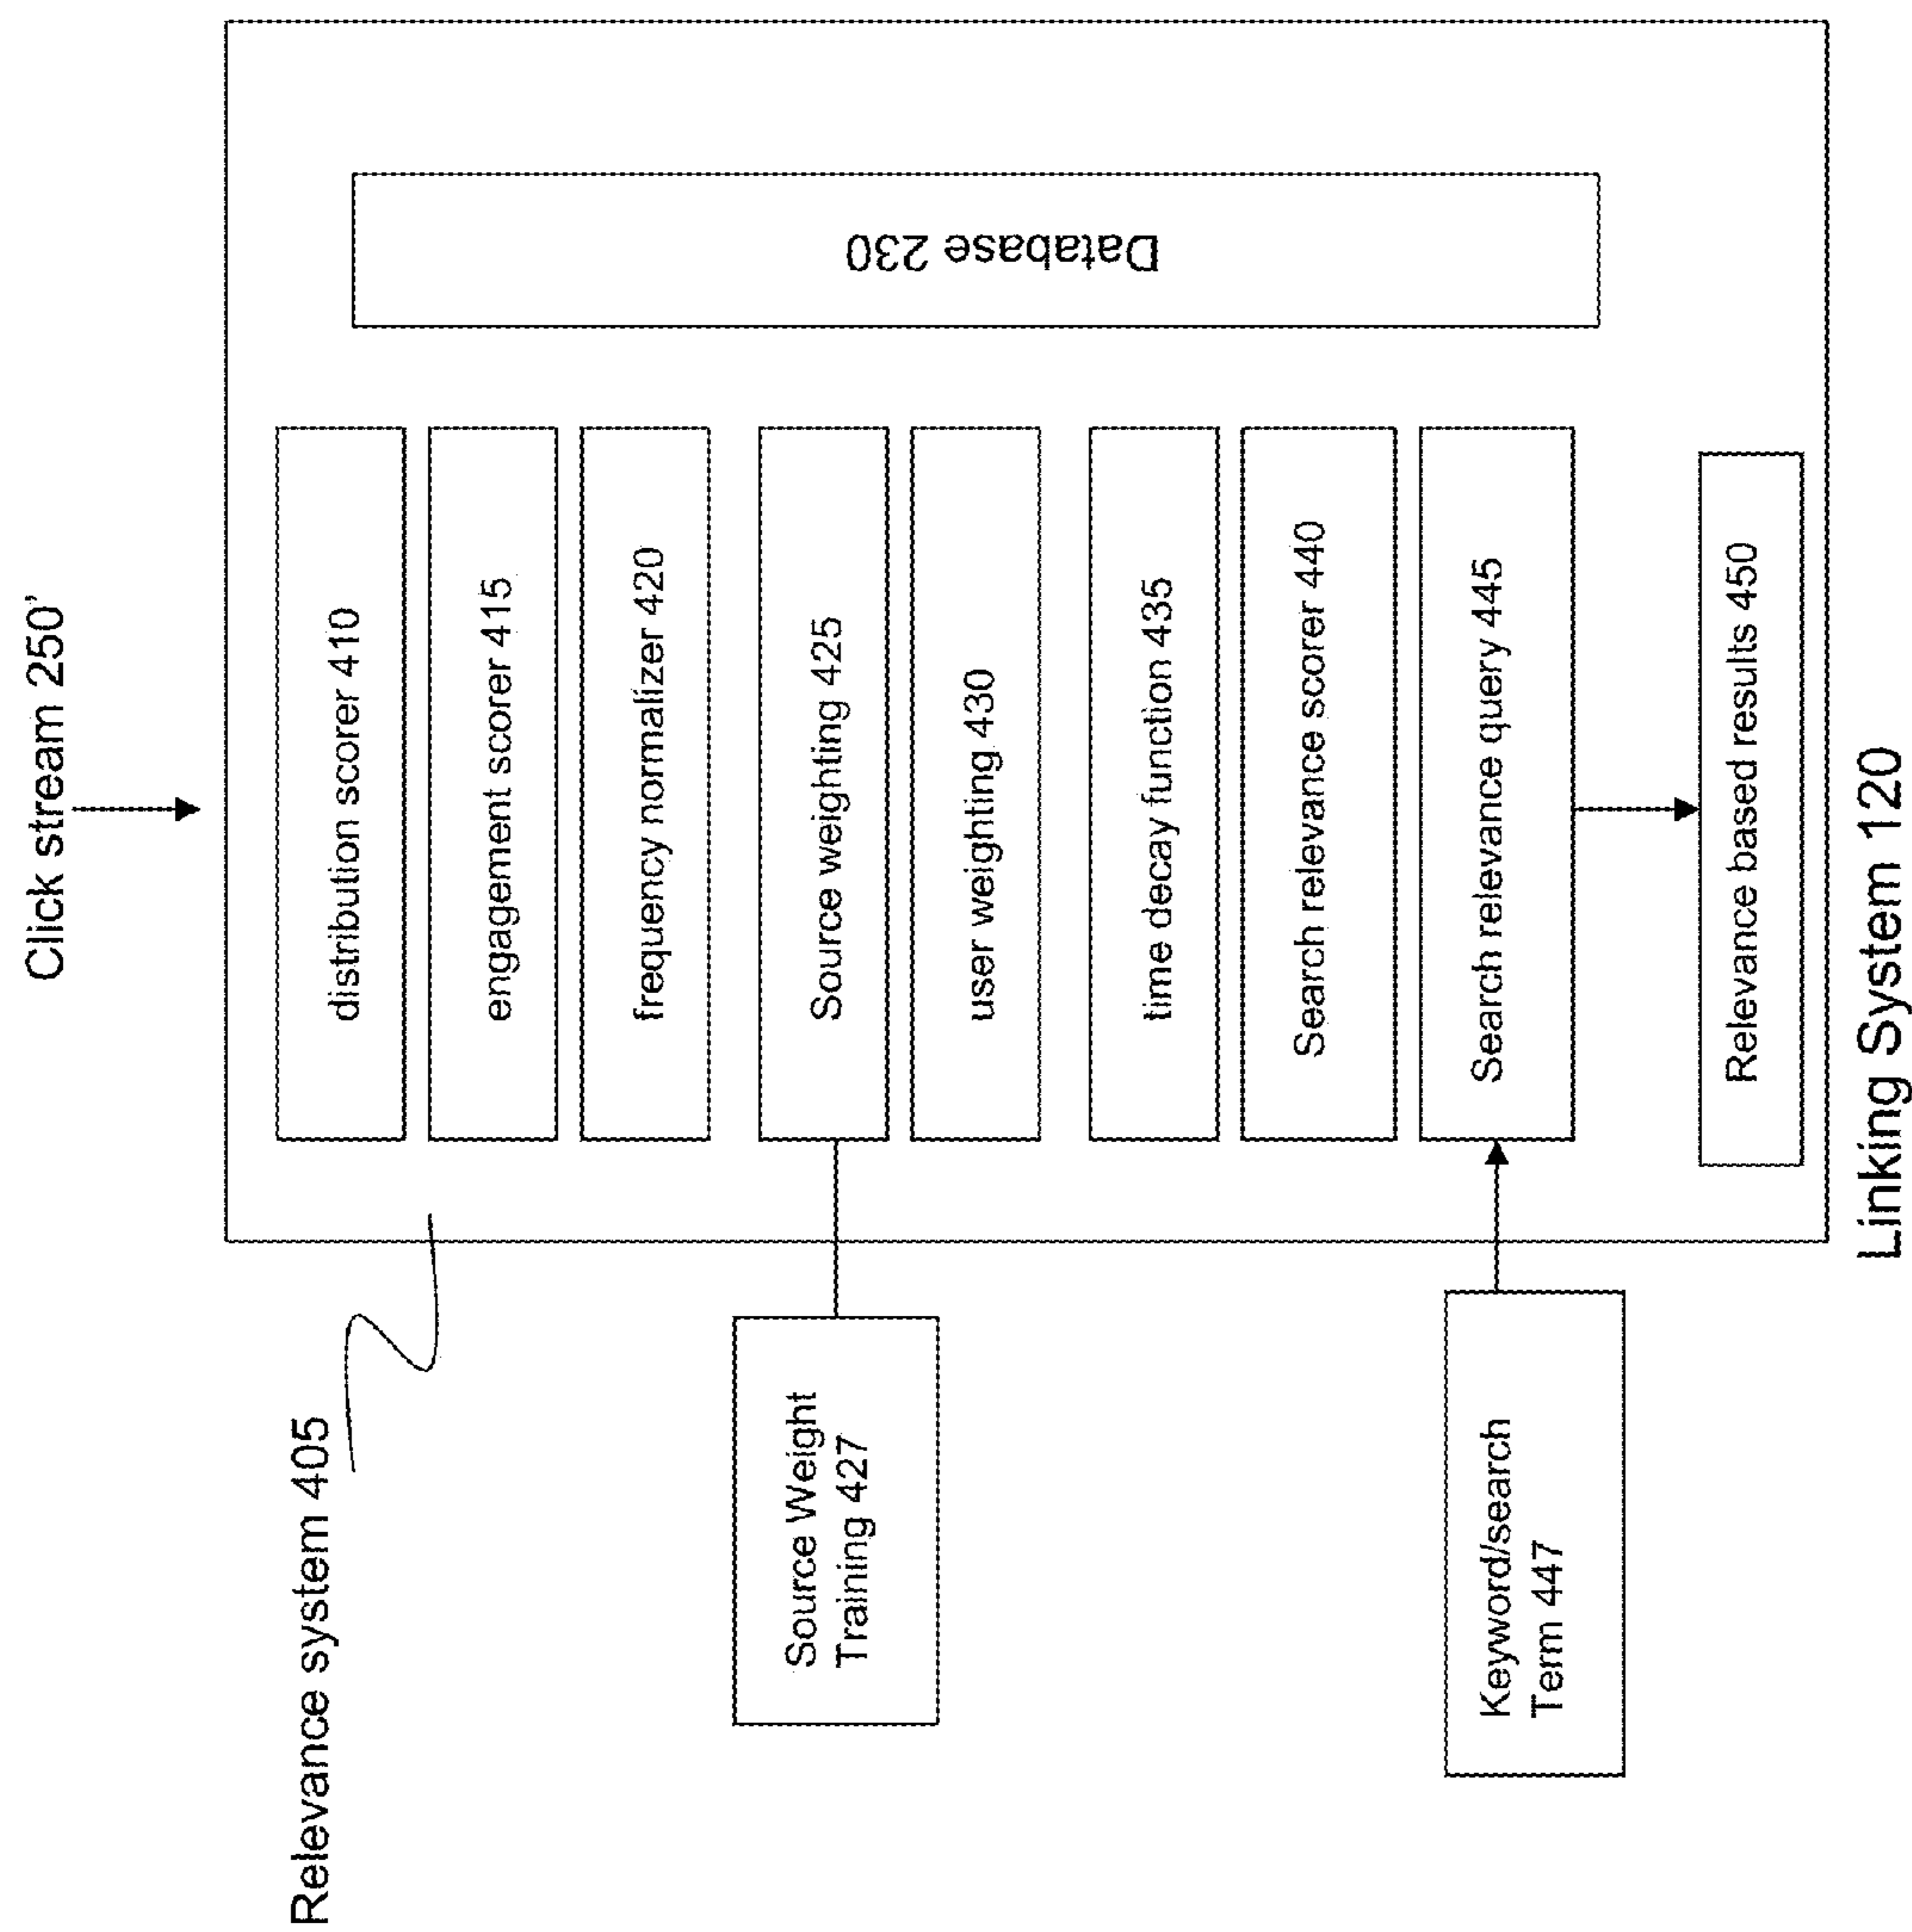 Click stream 250’
Relevance system 405
distribution scorer 410
engagement scorer 415
frequency normalizer 420
Source weighting 425
Source Weight
Training 427
user weighting 430
time decay function 435
Search relevance scorer 440
Search relevance query 445
Keyword/search
Term 447
Relevance based results 450
Database 230
Linking System 120